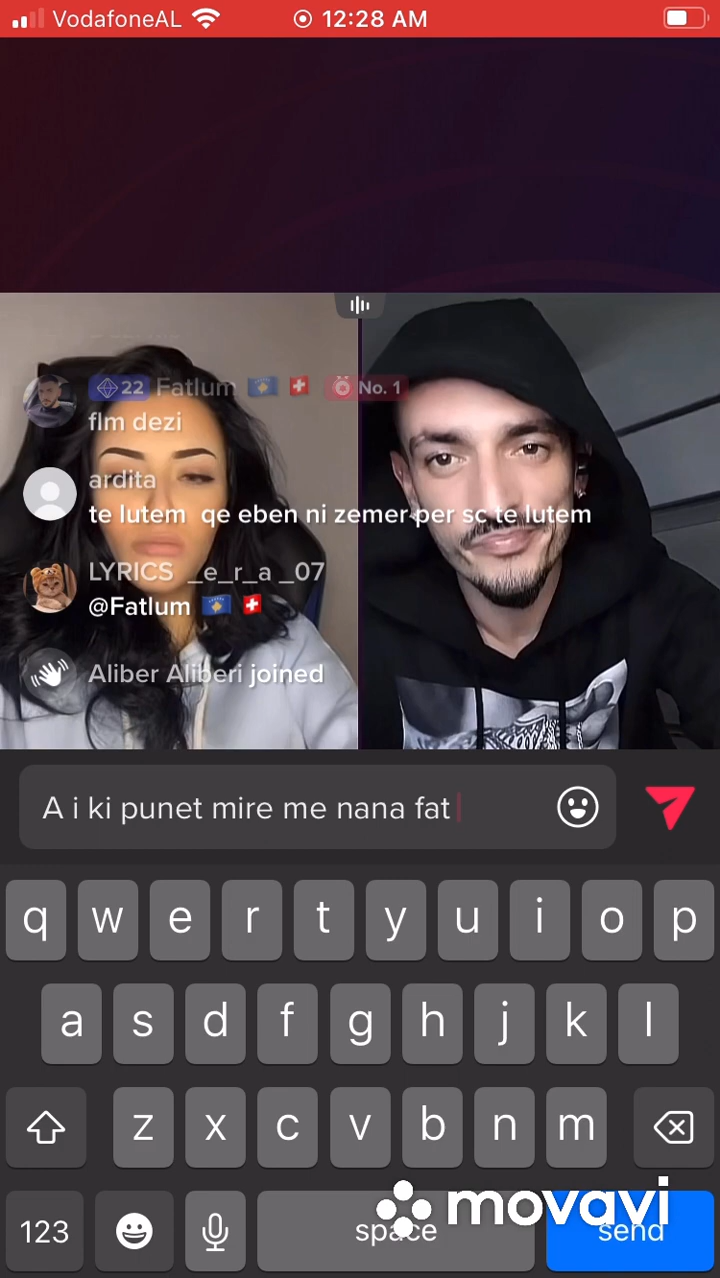 VodafoneAL 12:28 AM
22 Fatlum No. 1
flm dezi
ardita
te lutem qe eben ni zemer per sc te lutem
LYRICS _e_r_a _07
@Fatlum
Aliber Aliberi joined
A i ki punet mire me nana fat
q w e r t y u i o p
a s d f g h j k l
z x c v b n m
movavi
123 space send